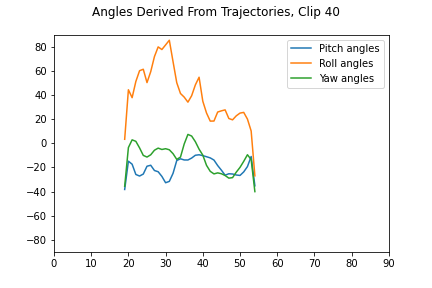 Angles Derived From Trajectories, Clip 40
80
60
40
20
0
−20
−40
−60
−80
0 10 20 30 40 50 60 70 80 90
Pitch angles
Roll angles
Yaw angles